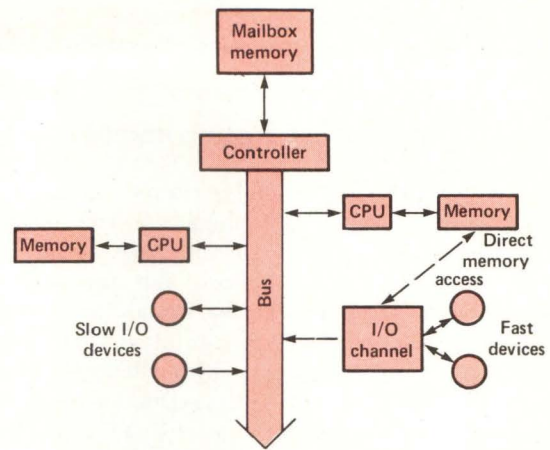 Mailbox
memory
Controller
CPU
Memory
Memory
CPU
Direct
memory
access
Bus
Slow I/O
devices
I/O
channel
Fast
devices